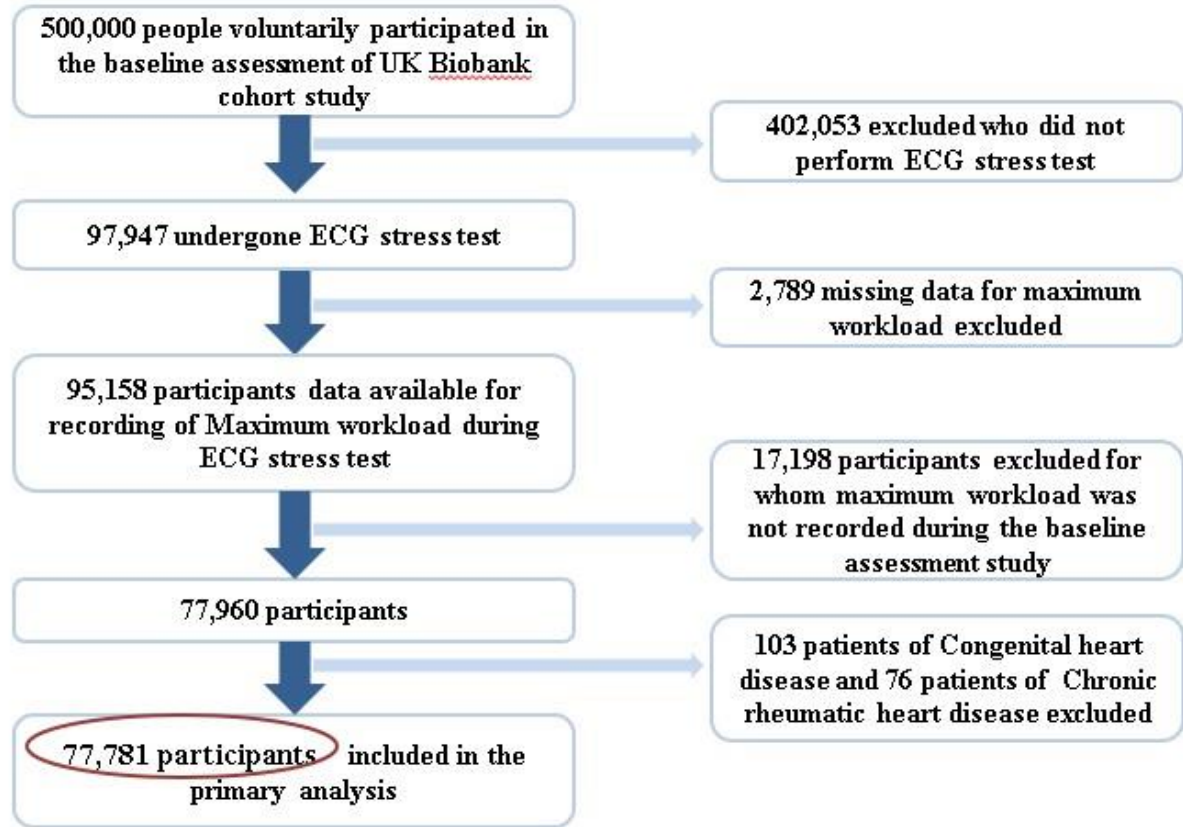 500,000 people voluntarily participated in
the baseline assessment of UK Biobank
cohort study
402,053 excluded who did not
perform ECG stress test
97,947 undergone ECG stress test
2,789 missing data for maximum
workload excluded
95,158 participants data available for
recording of Maximum workload during
ECG stress test
17,198 participants excluded for
whom maximum workload was
not recorded during the baseline
assessment study
77,960 participants
103 patients of Congenital heart
disease and 76 patients of Chronic
rheumatic heart disease excluded
77,781 participants included in the
primary analysis